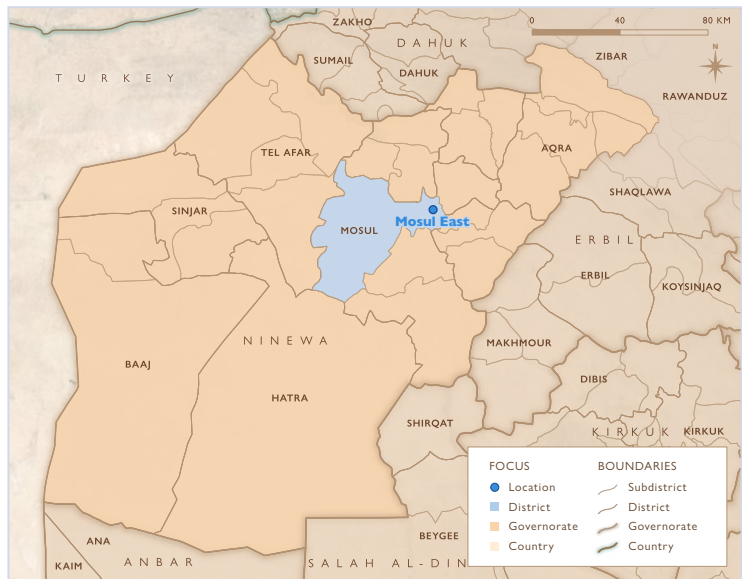 ZAKHO
0 40 80 KM
DAHUK
N
ZIBAR
SUMAIL
TURKEY
DAHUK
RAWANDUZ
TEL AFAR
AQRA
SHAQLAWA
SINJAR
Mosul East
MOSUL
ERBIL
ERBIL
KOYSINJAQ
NINEWA
MAKHMOUR
BAAJ
DIBIS
HATRA
SHIRQAT
KIRKUK
KIRKUK
FOCUS
Location
District
Governorate
Country
BOUNDARIES
Subdistrict
District
Governorate
Country
BEYGEE
ANA
ANBAR
SALAH AL-DIN
KAIM